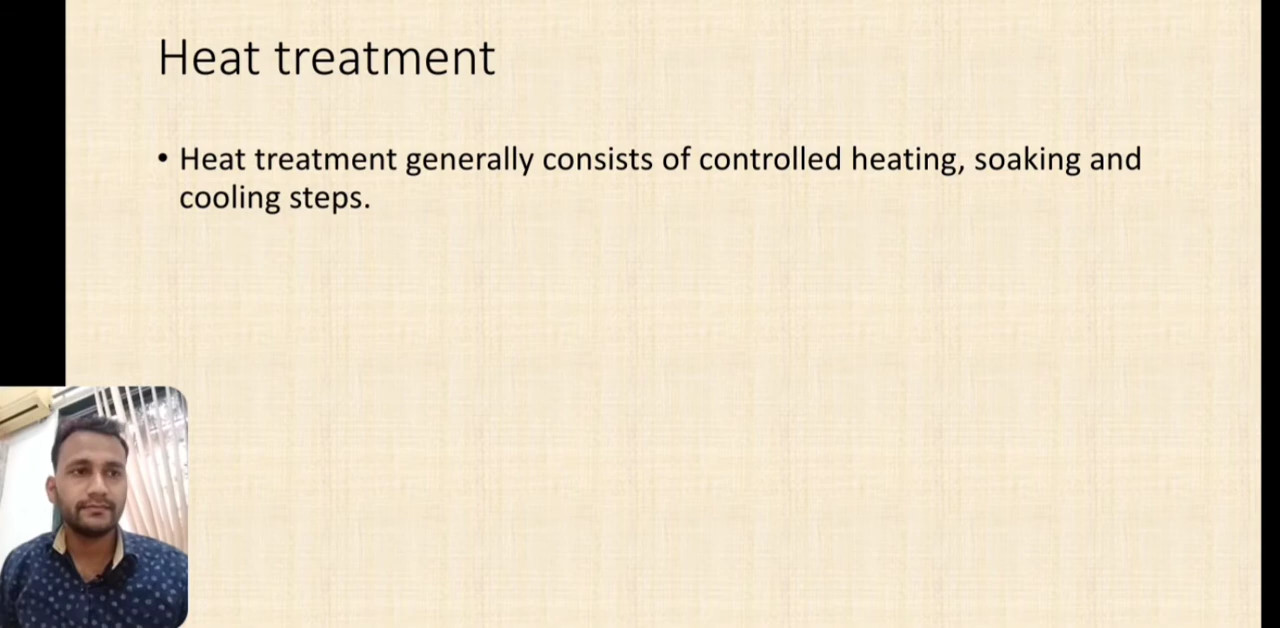 Heat treatment
• Heat treatment generally consists of controlled heating, soaking and
cooling steps.